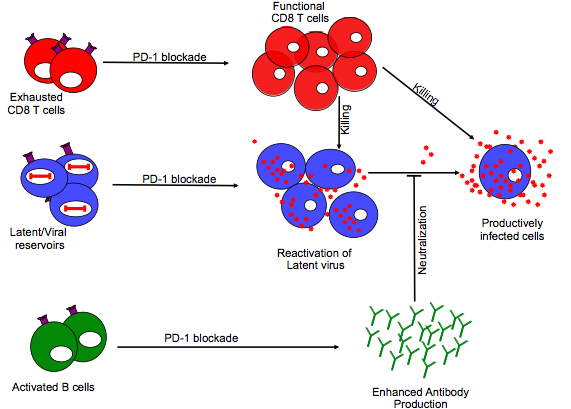 Functional
CD8 T cells
PD-1 blockade
Exhausted
CD8 T cells
Killing
Killing
PD-1 blockade
Latent/Viral
reservoirs
Reactivation of
Latent virus
Productively
infected cells
Neutralization
PD-1 blockade
Activated B cells
Enhanced Antibody
Production